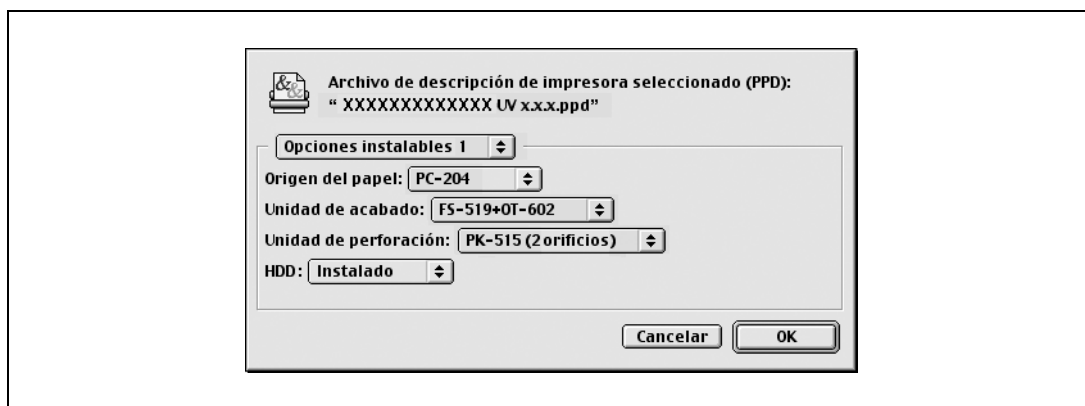 Archivo de descripción de impresora seleccionado (PPD):
“ XXXXXXXXXXXXX UV x.x.x.ppd”
Opciones instalables 1
Origen del papel: PC-204
Unidad de acabado: FS-519+OT-602
Unidad de perforación: PK-515 (2 orificios)
HDD: Instalado
Cancelar OK